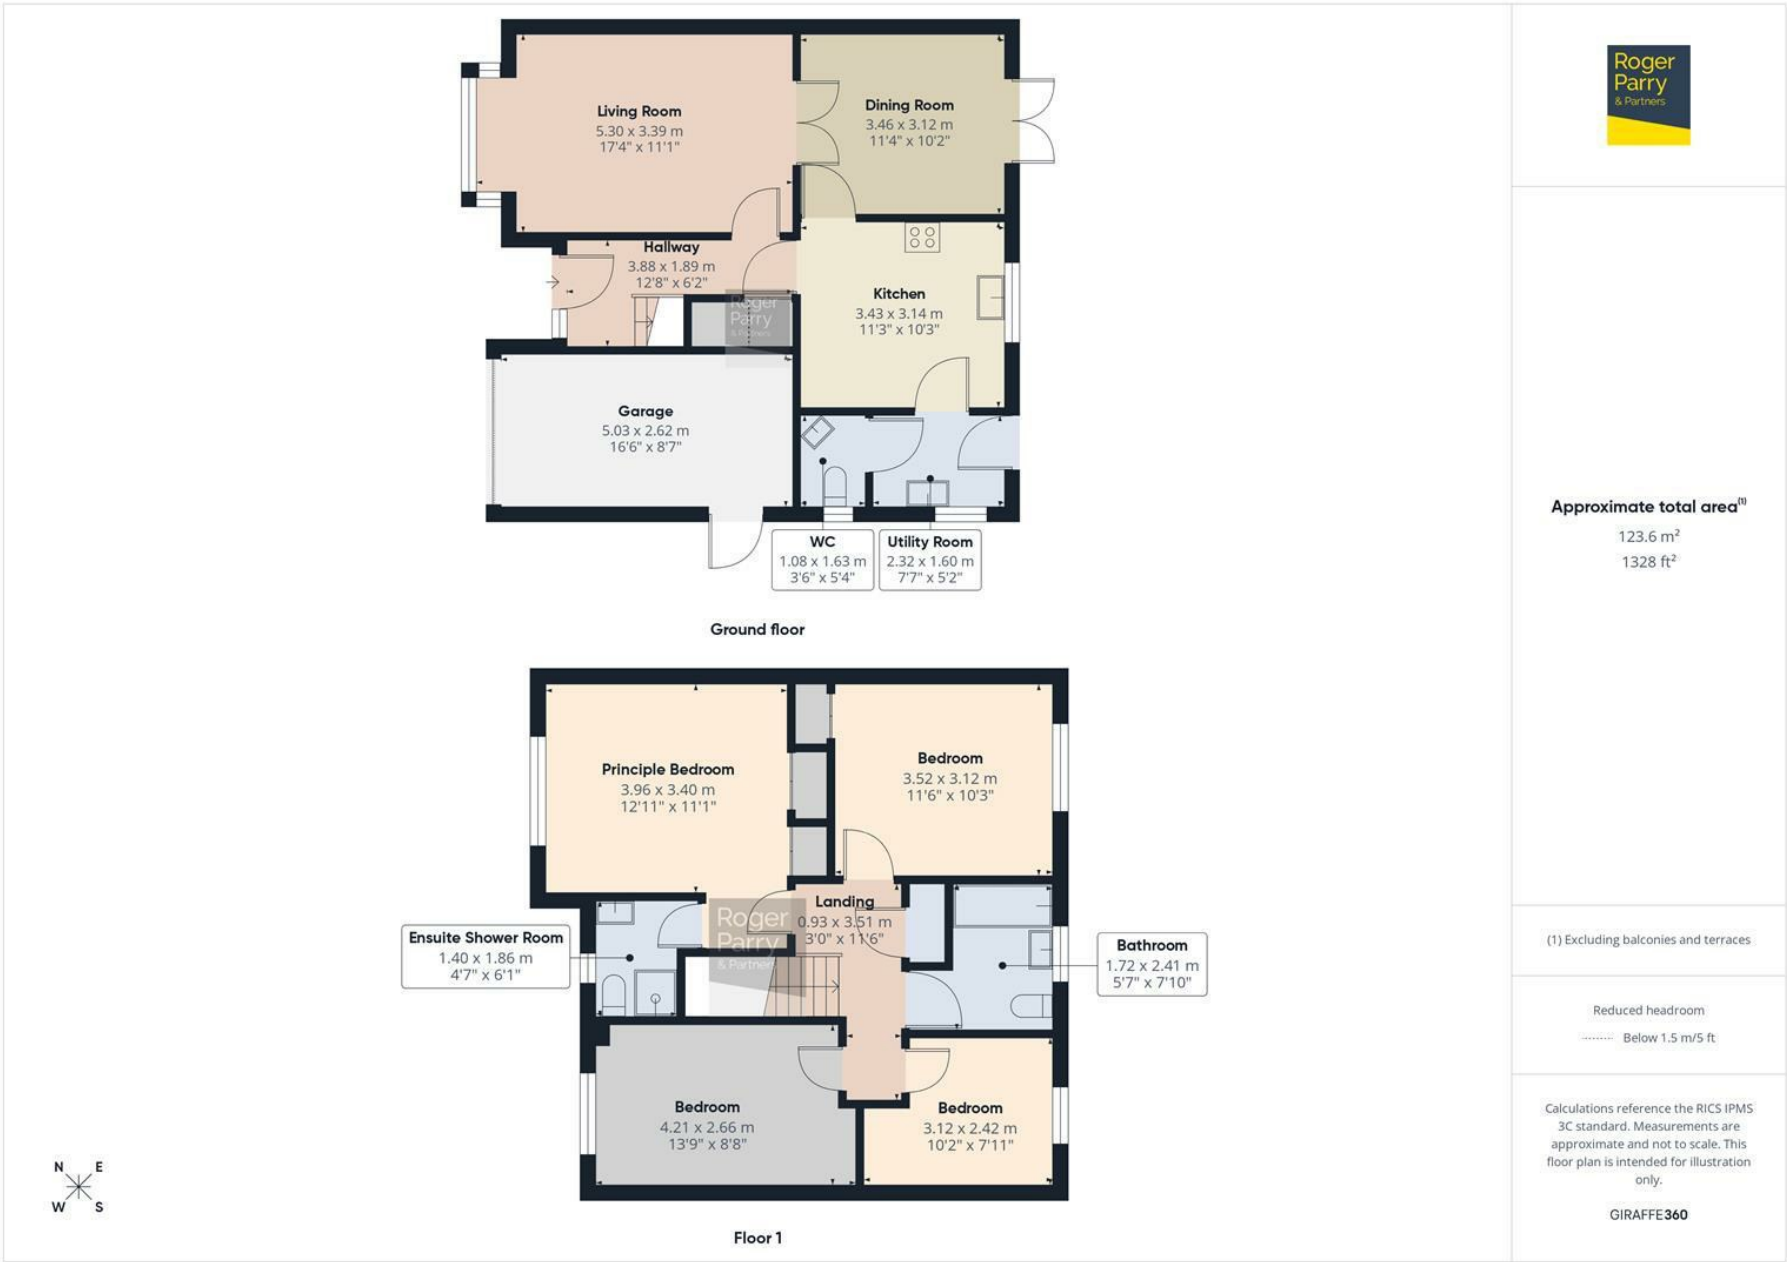 Living Room
5.30 x 3.39 m
17'4" x 11'1"
Dining Room
3.46 x 3.12 m
11'4" x 10'2"
Hallway
3.88 x 1.89 m
12'8" x 6'2"
Kitchen
3.43 x 3.14 m
11'3" x 10'3"
Roger
Parry
& Partners
Garage
5.03 x 2.62 m
16'6" x 8'7"
WC
1.08 x 1.63 m
3'6" x 5'4"
Utility Room
2.32 x 1.60 m
7'7" x 5'2"
Ground floor
Principle Bedroom
3.96 x 3.40 m
12'11" x 11'1"
Bedroom
3.52 x 3.12 m
11'6" x 10'3"
Landing
0.93 x 3.51 m
3'0" x 11'6"
Roger
Parry
& Partners
Ensuite Shower Room
1.40 x 1.86 m
4'7" x 6'1"
Bathroom
1.72 x 2.41 m
5'7" x 7'10"
Bedroom
4.21 x 2.66 m
13'9" x 8'8"
Bedroom
3.12 x 2.42 m
10'2" x 7'11"
N E
W S
Floor 1
Roger
Parry
& Partners
Approximate total area(1)
123.6 m²
1328 ft²
(1) Excluding balconies and terraces
Reduced headroom
Below 1.5 m/5 ft
Calculations reference the RICS IPMS
3C standard. Measurements are
approximate and not to scale. This
floor plan is intended for illustration
only.
GIRAFFE360